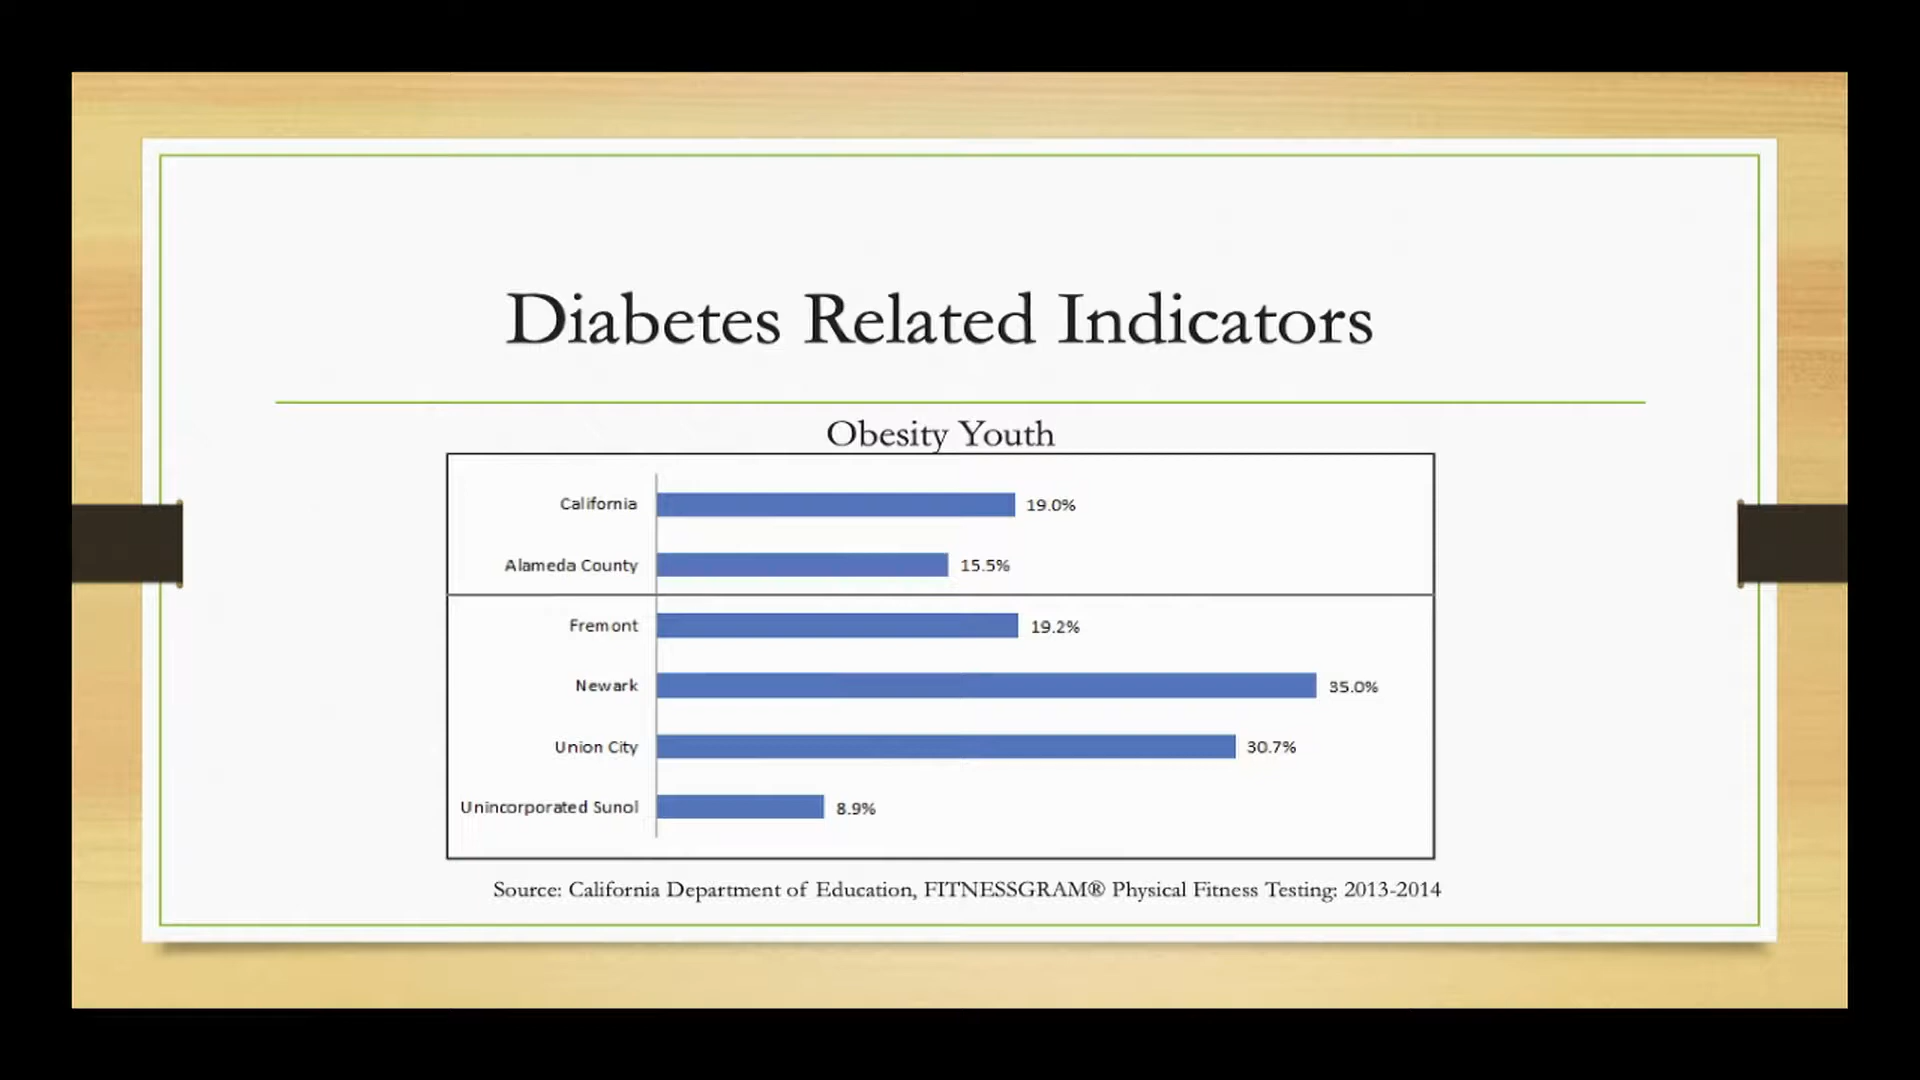 Diabetes Related Indicators
Obesity Youth
California 19.0%
Alameda County 15.5%
Fremont 19.2%
Newark 35.0%
Union City 30.7%
Unincorporated Sunol 8.9%
Source: California Department of Education, FITNESSGRAM® Physical Fitness Testing: 2013-2014